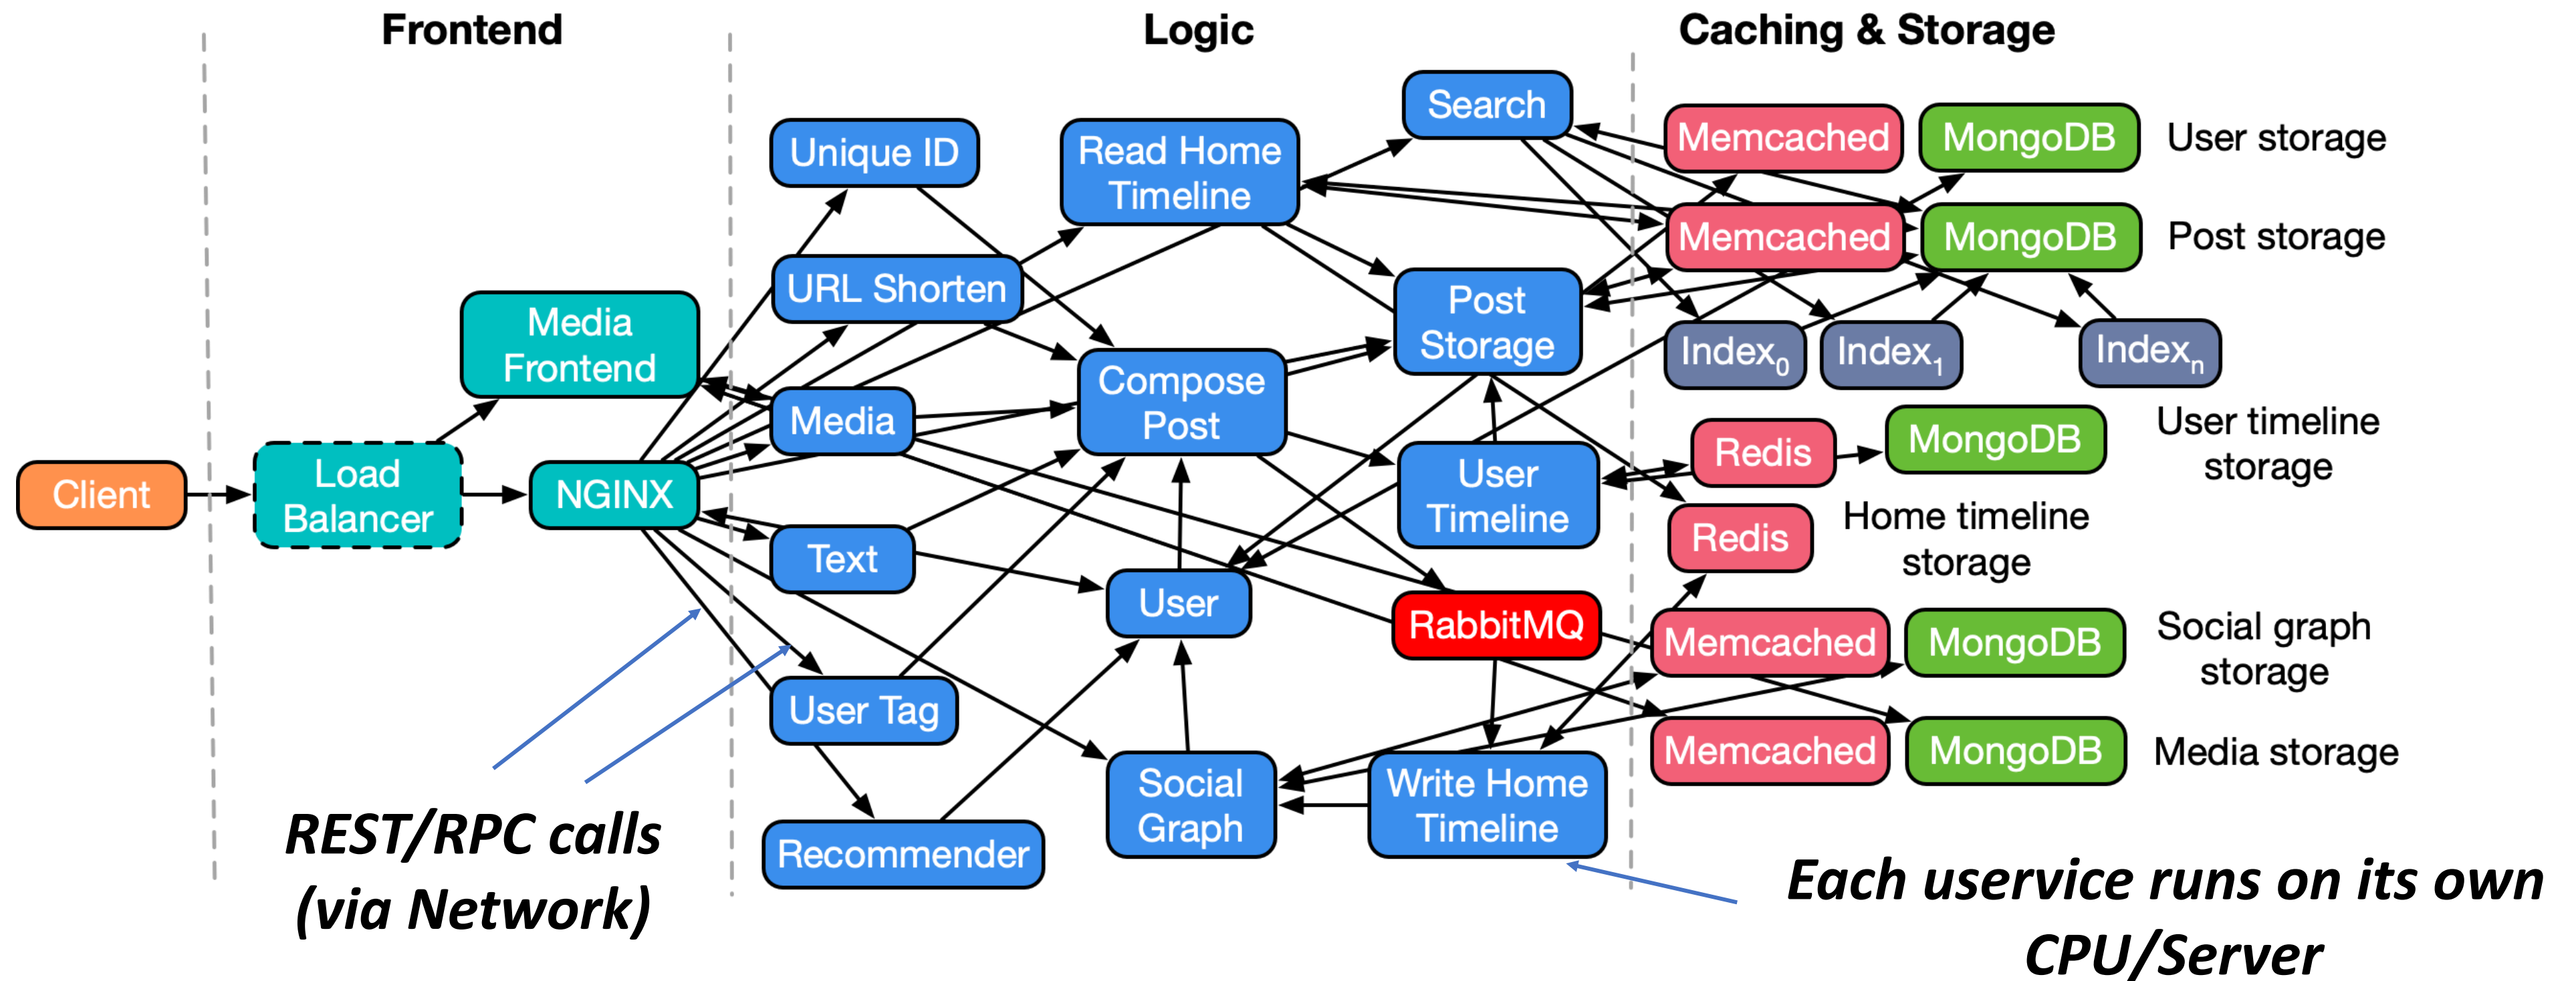 Frontend
Logic
Caching & Storage
Client
Load
Balancer
Media
Frontend
NGINX
Unique ID
URL Shorten
Media
Text
User Tag
Recommender
Read Home
Timeline
Compose
Post
User
Social
Graph
Search
Post
Storage
User
Timeline
RabbitMQ
Write Home
Timeline
Memcached
MongoDB
User storage
Memcached
MongoDB
Post storage
Index0
Index1
Indexn
Redis
MongoDB
User timeline
storage
Redis
Home timeline
storage
Memcached
MongoDB
Social graph
storage
Memcached
MongoDB
Media storage
REST/RPC calls
(via Network)
Each uservice runs on its own
CPU/Server